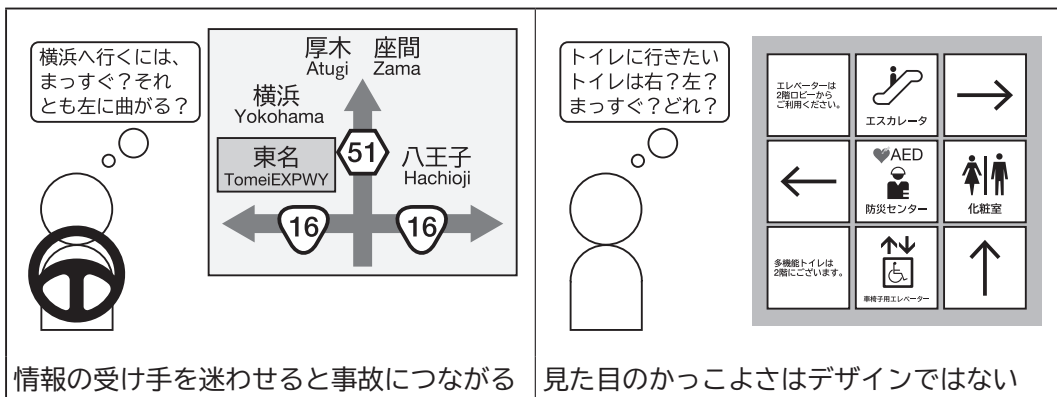 横浜へ行くには、
まっすぐ？それ
とも左に曲がる？
厚木 座間
Atugi Zama
横浜
Yokohama
東名
TomeiEXPWY
51
八王子
Hachioji
16
16
情報の受け手を迷わせると事故につながる
トイレに行きたい
トイレは右？左？
まっすぐ？どれ？
エレベーターは
2階ロビーから
ご利用ください。
エスカレータ
AED
防災センター
化粧室
多機能トイレは
2階にございます。
車椅子用エレベーター
見た目のかっこよさはデザインではない